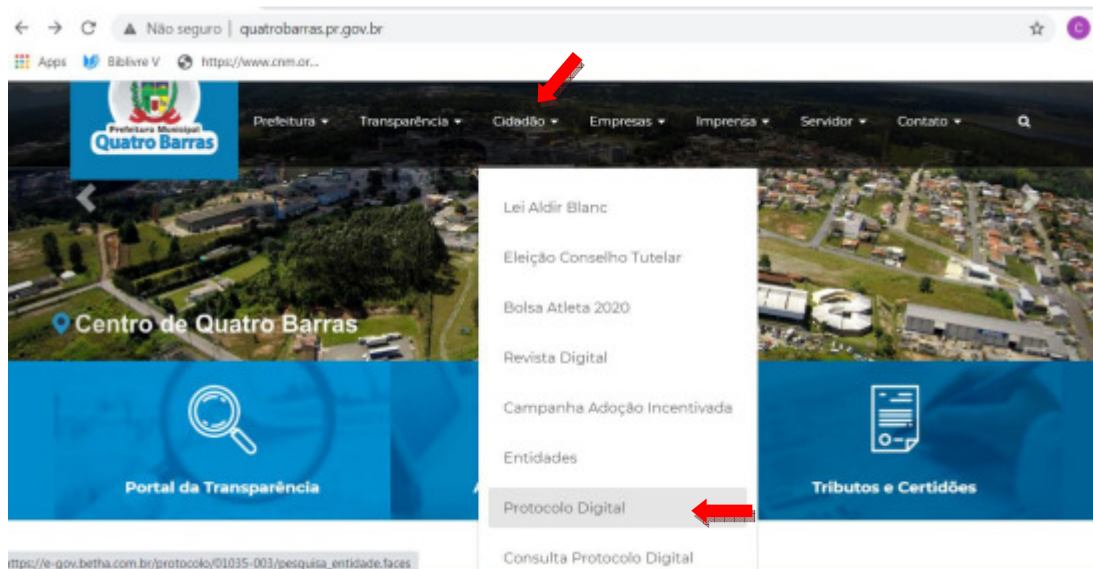 Não seguro | quatrobarras.pr.gov.br
C
Apps Biblivre V https://www.cnm.or...
Prefeitura Municipal
Quatro Barras
Prefeitura Transparência Cidadão Empresas Imprensa Servidor Contato
Lei Aldir Blanc
Eleição Conselho Tutelar
Bolsa Atleta 2020
Revista Digital
Campanha Adoção Incentivada
Entidades
Protocolo Digital
Consulta Protocolo Digital
Centro de Quatro Barras
Portal da Transparência
Tributos e Certidões
ttps://e-gov.betha.com.br/protocolo/01035-003/pesquisa_entidade.faces